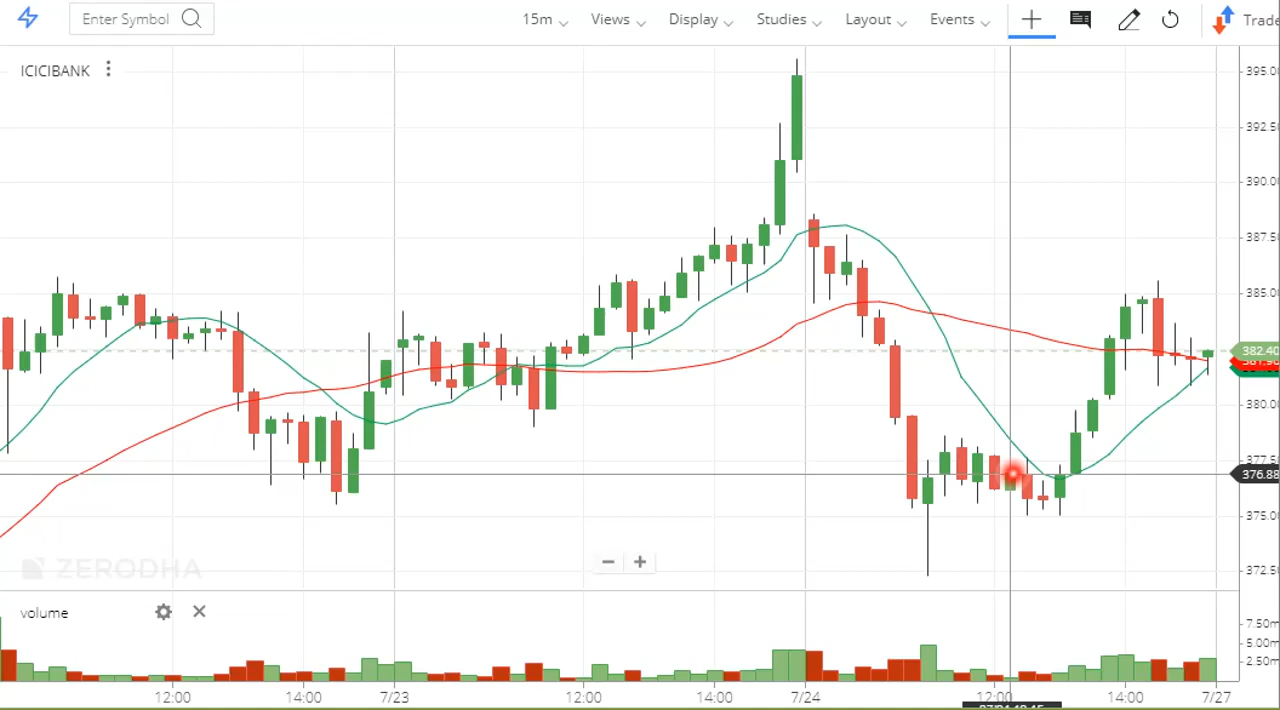 Enter Symbol 15m Views Display Studies Layout Events Trade
ICICIBANK
395.00
392.50
390.00
387.50
385.00
382.40
380.00
377.50
376.88
375.00
372.50
ZERODHA
volume
7.50m
5.00m
2.50m
12:00 14:00 7/23 12:00 14:00 7/24 12:00 14:00 7/27